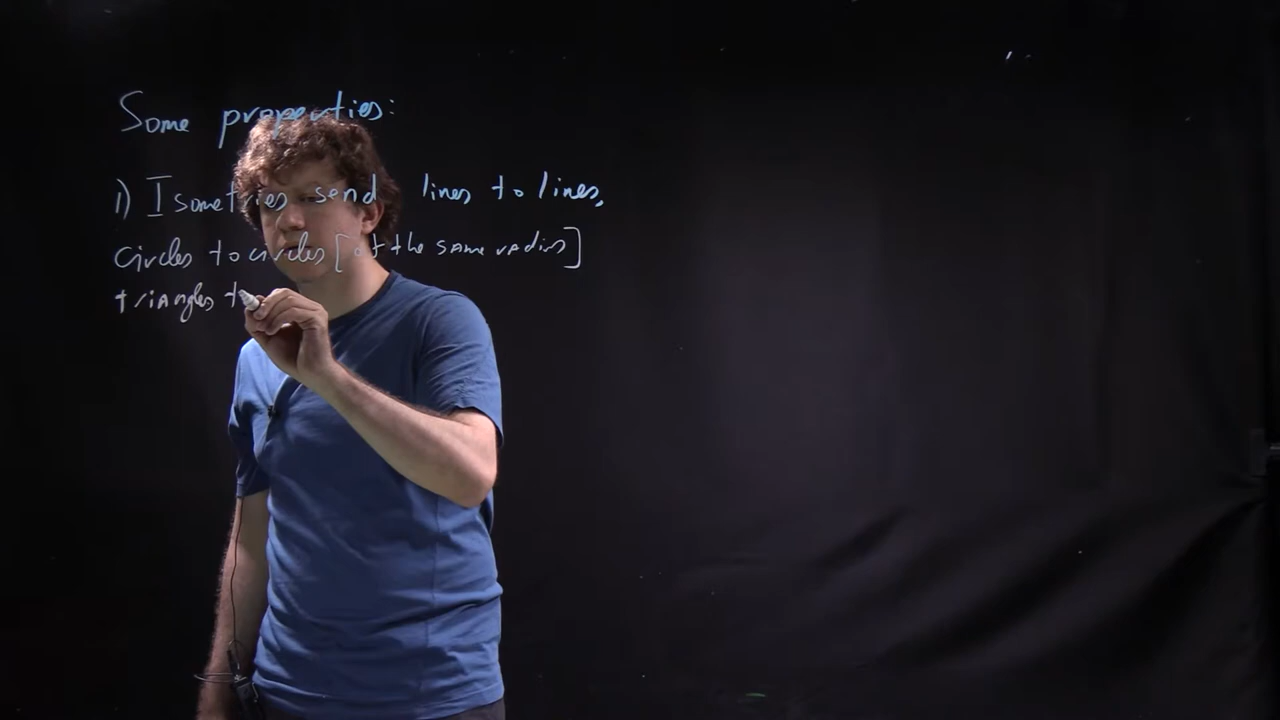 Some properties:
1) Isometries send lines to lines,
circles to circles [of the same radius]
triangles t